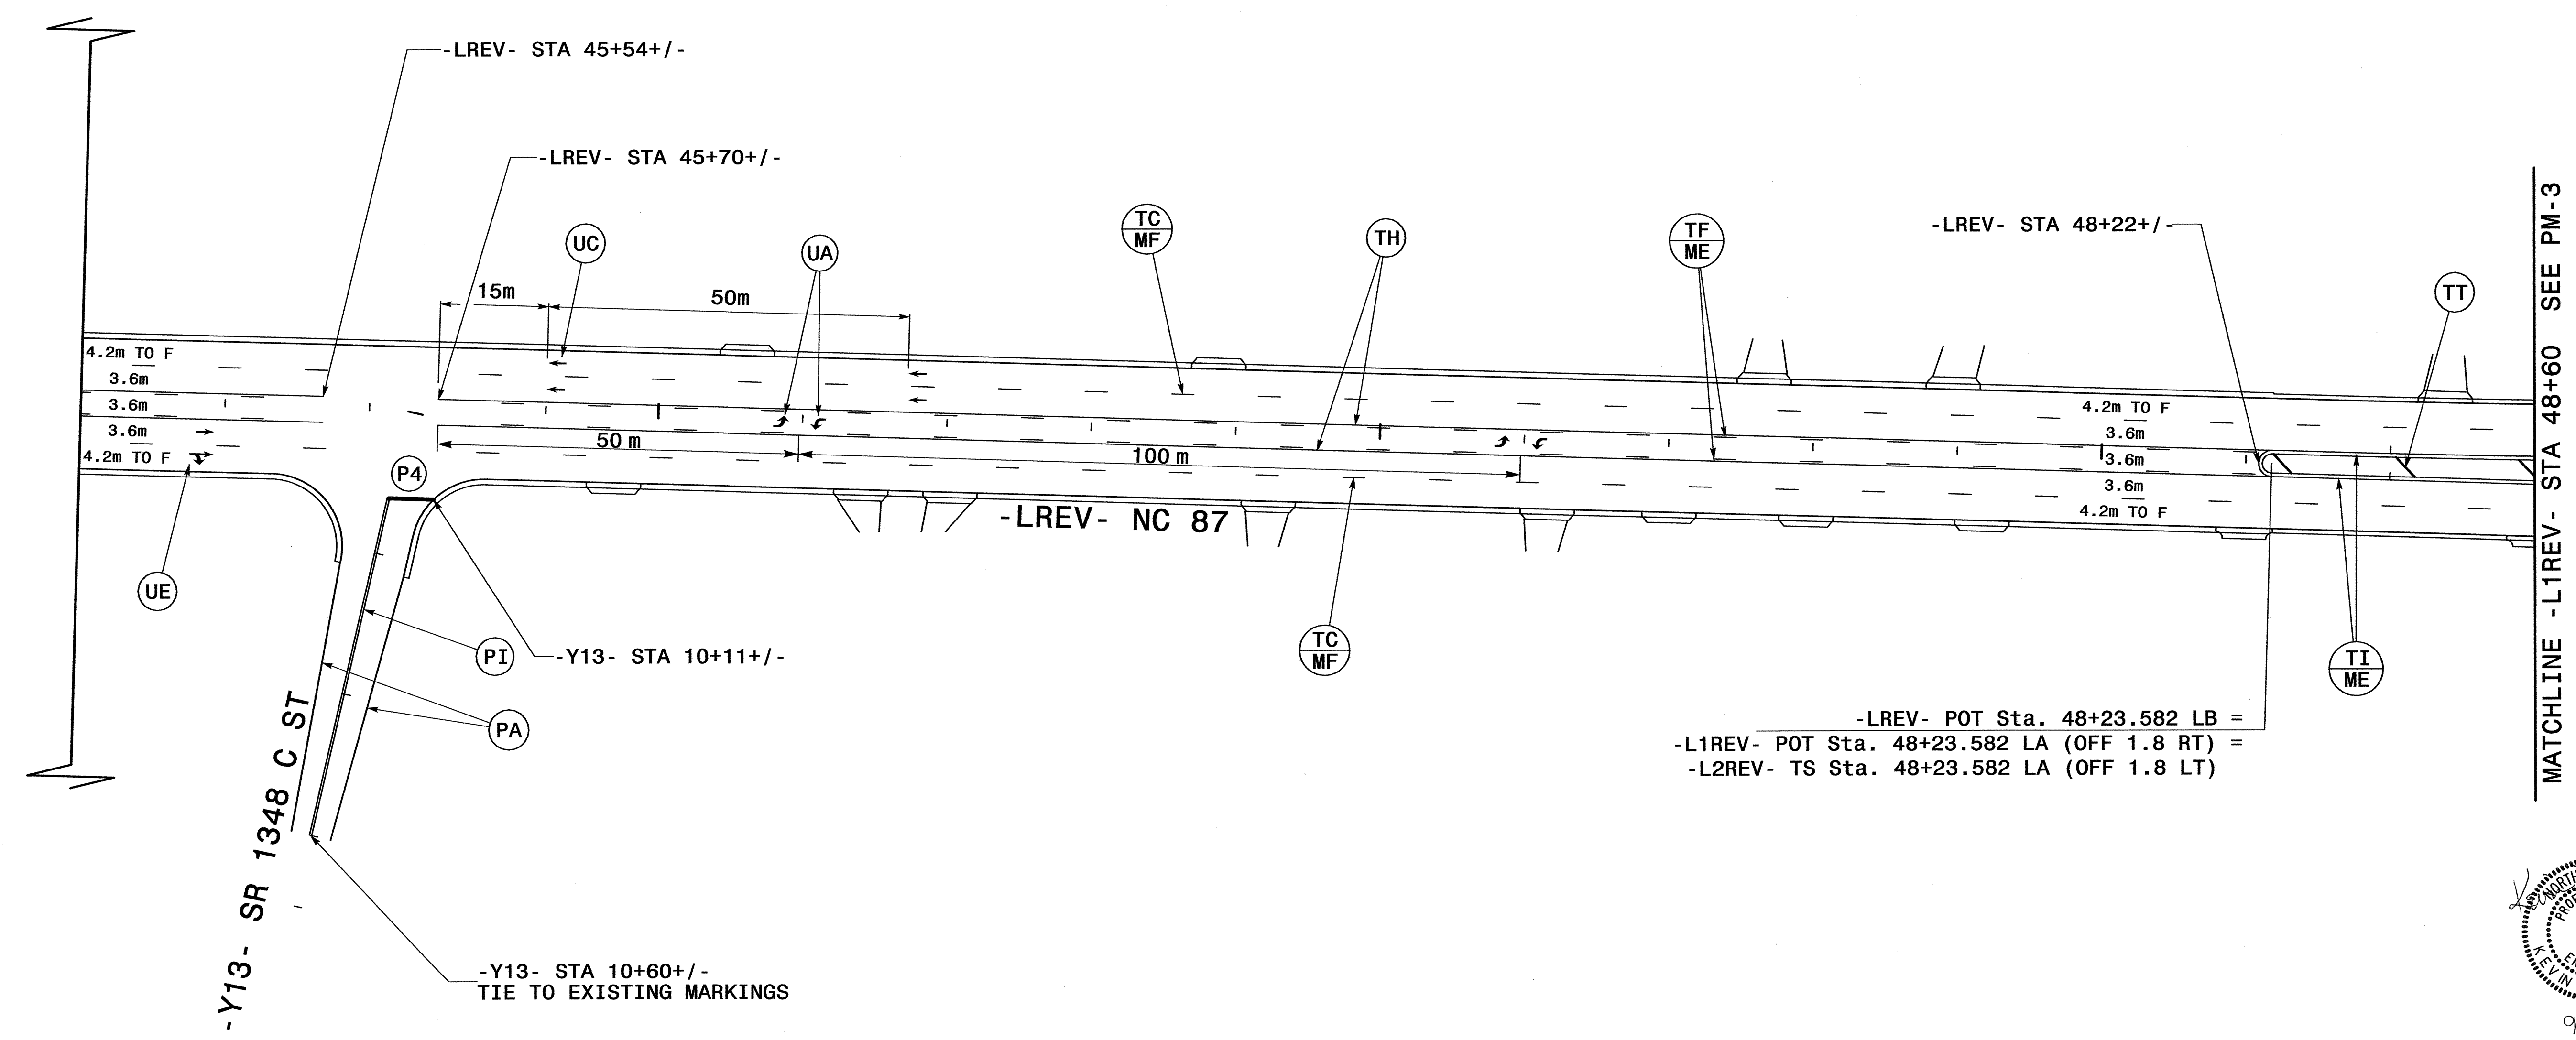 -LREV- STA 45+54+/-
-LREV- STA 45+70+/-
UC
UA
TC
MF
TH
TF
ME
-LREV- STA 48+22+/-
TT
15m
50m
4.2m TO F
3.6m
3.6m
3.6m
4.2m TO F
50 m
100 m
4.2m TO F
3.6m
3.6m
3.6m
4.2m TO F
P4
-LREV- NC 87
UE
PI
-Y13- STA 10+11+/-
PA
TC
MF
TI
ME
-LREV- POT Sta. 48+23.582 LB =
-L1REV- POT Sta. 48+23.582 LA (OFF 1.8 RT) =
-L2REV- TS Sta. 48+23.582 LA (OFF 1.8 LT)
-Y13- SR 1348 C ST
-Y13- STA 10+60+/-
TIE TO EXISTING MARKINGS
MATCHLINE -L1REV- STA 48+60 SEE PM-3
NORTH
KEVIN